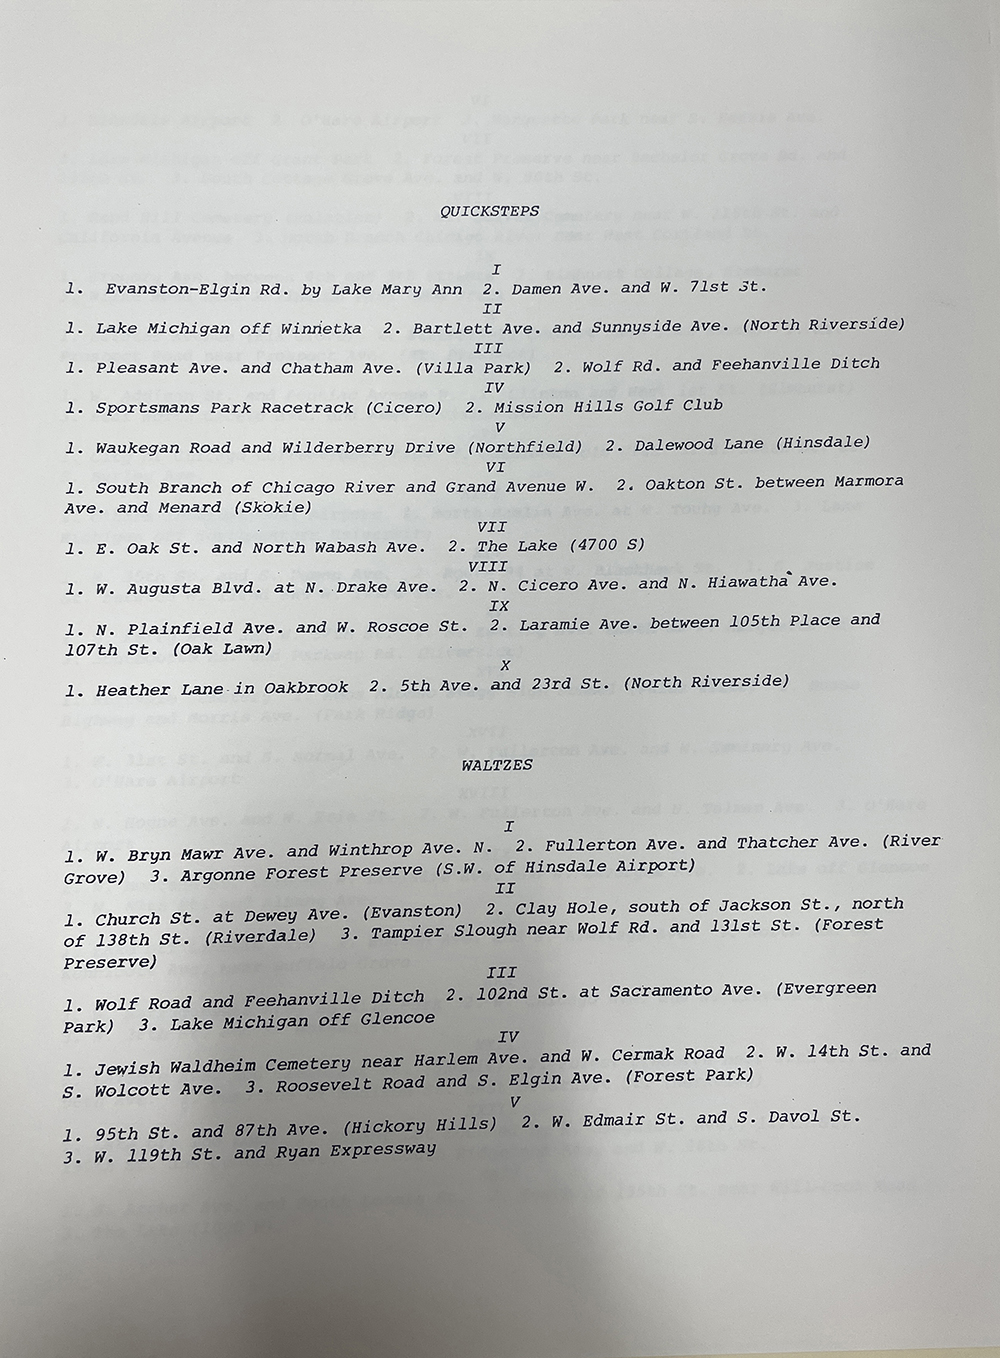 QUICKSTEPS
I
1. Evanston-Elgin Rd. by Lake Mary Ann 2. Damen Ave. and W. 71st St.
II
1. Lake Michigan off Winnetka 2. Bartlett Ave. and Sunnyside Ave. (North Riverside)
III
1. Pleasant Ave. and Chatham Ave. (Villa Park) 2. Wolf Rd. and Feehanville Ditch
IV
1. Sportsmans Park Racetrack (Cicero) 2. Mission Hills Golf Club
V
1. Waukegan Road and Wilderberry Drive (Northfield) 2. Dalewood Lane (Hinsdale)
VI
1. South Branch of Chicago River and Grand Avenue W. 2. Oakton St. between Marmora
Ave. and Menard (Skokie)
VII
1. E. Oak St. and North Wabash Ave. 2. The Lake (4700 S)
VIII
1. W. Augusta Blvd. at N. Drake Ave. 2. N. Cicero Ave. and N. Hiawatha Ave.
IX
1. N. Plainfield Ave. and W. Roscoe St. 2. Laramie Ave. between 105th Place and
107th St. (Oak Lawn)
X
1. Heather Lane in Oakbrook 2. 5th Ave. and 23rd St. (North Riverside)
WALTZES
I
1. W. Bryn Mawr Ave. and Winthrop Ave. N. 2. Fullerton Ave. and Thatcher Ave. (River
Grove) 3. Argonne Forest Preserve (S.W. of Hinsdale Airport)
II
1. Church St. at Dewey Ave. (Evanston) 2. Clay Hole, south of Jackson St., north
of 138th St. (Riverdale) 3. Tampier Slough near Wolf Rd. and 131st St. (Forest
Preserve)
III
1. Wolf Road and Feehanville Ditch 2. 102nd St. at Sacramento Ave. (Evergreen
Park) 3. Lake Michigan off Glencoe
IV
1. Jewish Waldheim Cemetery near Harlem Ave. and W. Cermak Road 2. W. 14th St. and
S. Wolcott Ave. 3. Roosevelt Road and S. Elgin Ave. (Forest Park)
V
1. 95th St. and 87th Ave. (Hickory Hills) 2. W. Edmair St. and S. Davol St.
3. W. 119th St. and Ryan Expressway